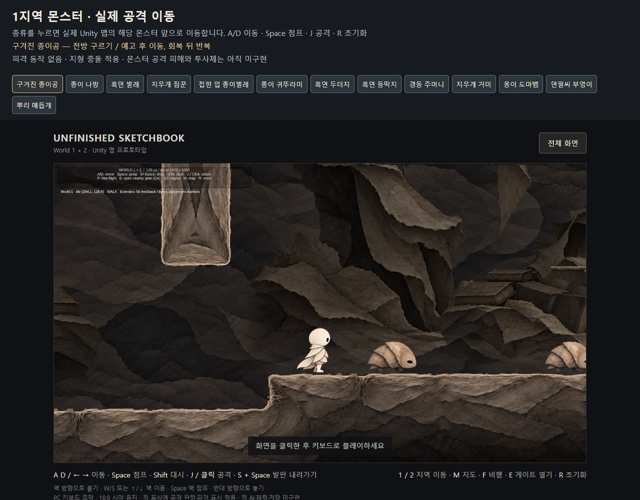 1지역 몬스터 · 실제 공격 이동
종류를 누르면 실제 Unity 맵의 해당 몬스터 앞으로 이동합니다. A/D 이동 · Space 점프 · J 공격 · R 초기화
구겨진 종이공 — 전방 구르기 / 예고 후 이동, 회복 뒤 반복
피격 동작 없음 · 지형 충돌 적용 · 몬스터 공격 피해와 투사체는 아직 미구현
구겨진 종이공
종이 나방
흑연 벌레
지우개 짐꾼
접힌 입 종이벌레
종이 귀뚜라미
흑연 두더지
흑연 등딱지
경등 주머니
지우개 거미
옹이 도마뱀
연필씨 부엉이
뿌리 매듭개
UNFINISHED SKETCHBOOK
World 1 + 2 · Unity 맵 프로토타입
전체 화면
화면을 클릭한 후 키보드로 플레이하세요
A D / ← → 이동 · Space 점프 · Shift 대시 · J / 클릭 공격 · S + Space 발판 내려가기
1 / 2 지역 이동 · M 지도 · F 비행 · E 게이트 열기 · R 초기화